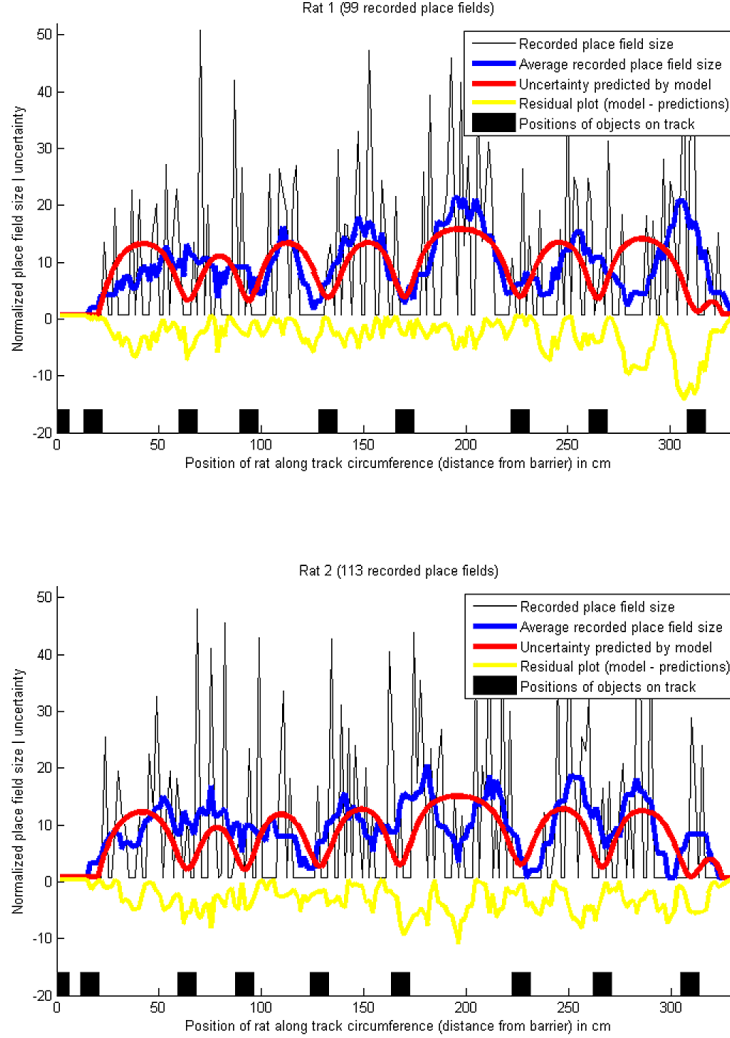 Rat 1 (99 recorded place fields)
Normalized place field size | uncertainty
50
40
30
20
10
0
-10
-20
Recorded place field size
Average recorded place field size
Uncertainty predicted by model
Residual plot (model - predictions)
Positions of objects on track
0 50 100 150 200 250 300
Position of rat along track circumference (distance from barrier) in cm
Rat 2 (113 recorded place fields)
Normalized place field size | uncertainty
50
40
30
20
10
0
-10
-20
Recorded place field size
Average recorded place field size
Uncertainty predicted by model
Residual plot (model - predictions)
Positions of objects on track
0 50 100 150 200 250 300
Position of rat along track circumference (distance from barrier) in cm